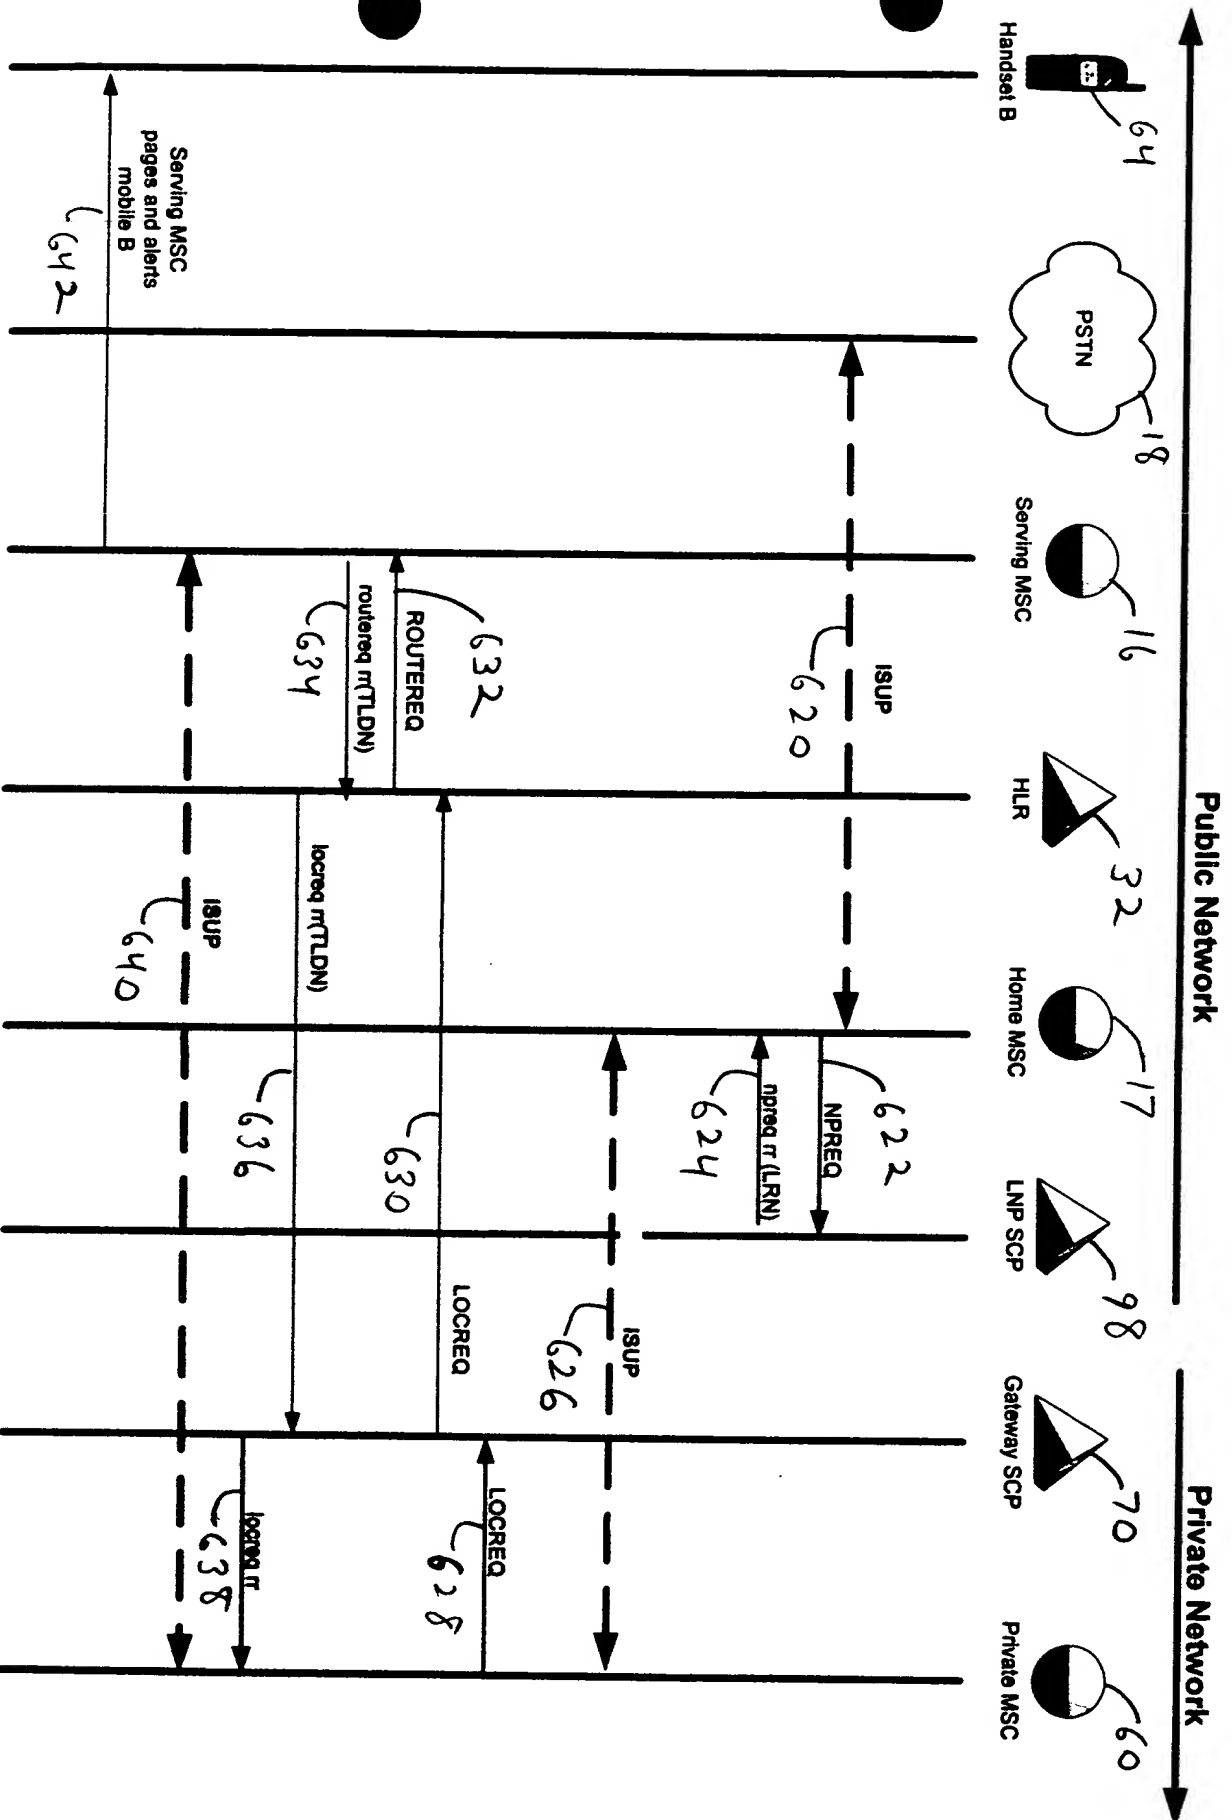 Public Network
Private Network
64
18
16
32
17
98
70
60
Handset B
PSTN
Serving MSC
HLR
Home MSC
LNP SCP
Gateway SCP
Private MSC
ISUP
620
622
NPREQ
npreq rr (LRN)
624
ISUP
626
LOCREQ
628
LOCREQ
630
632
ROUTEREQ
routereq rr(TLDN)
634
locreq rr(TLDN)
636
locreq rr
638
ISUP
640
Serving MSC
pages and alerts
mobile B
642